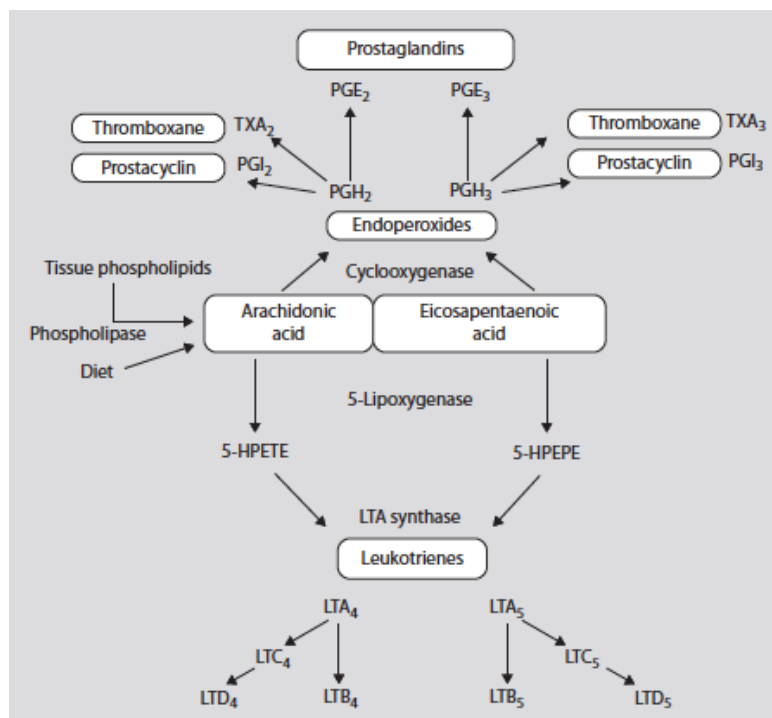 Prostaglandins
PGE₂ PGE₃
Thromboxane TXA₂ Thromboxane TXA₃
Prostacyclin PGI₂ Prostacyclin PGI₃
PGH₂ PGH₃
Endoperoxides
Tissue phospholipids Cyclooxygenase
Arachidonic acid
Eicosapentaenoic acid
Phospholipase
Diet
5-Lipoxygenase
5-HPETE 5-HPEPE
LTA synthase
Leukotrienes
LTA₄ LTA₅
LTC₄ LTC₅
LTD₄ LTB₄ LTB₅ LTD₅